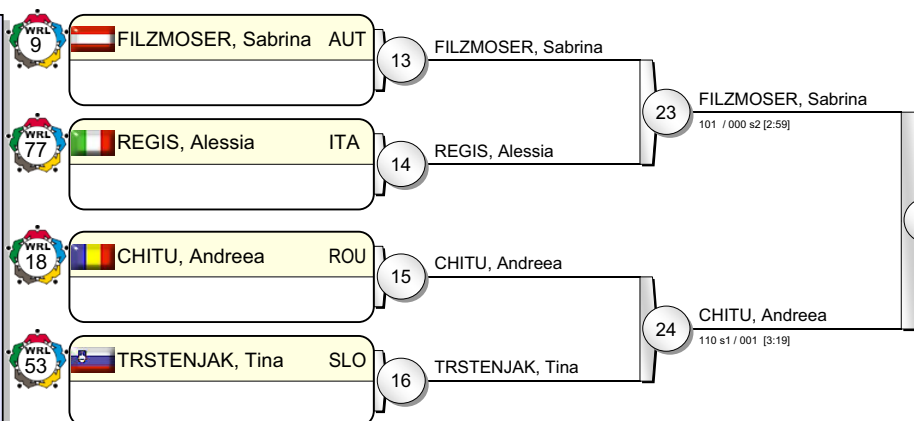 WRL
9
FILZMOSER, Sabrina AUT
13
FILZMOSER, Sabrina
23
FILZMOSER, Sabrina
101 / 000 s2 [2:59]
WRL
77
REGIS, Alessia ITA
14
REGIS, Alessia
WRL
18
CHITU, Andreea ROU
15
CHITU, Andreea
24
CHITU, Andreea
110 s1 / 001 [3:19]
WRL
53
TRSTENJAK, Tina SLO
16
TRSTENJAK, Tina